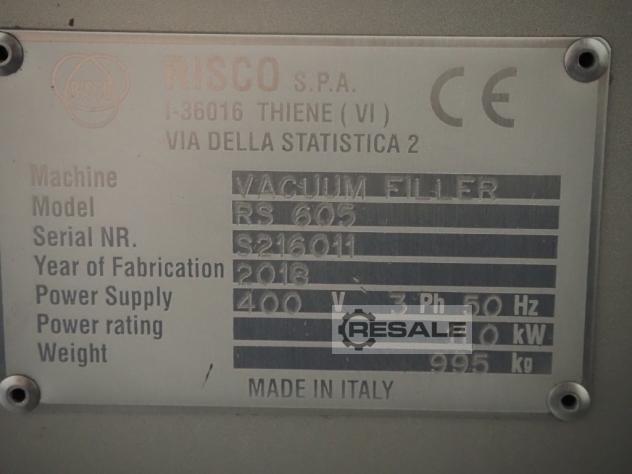 RISCO
RISCO S.P.A.
I-36016 THIENE ( VI )
VIA DELLA STATISTICA 2
CE
Machine VACUUM FILLER
Model RS 605
Serial NR. S216011
Year of Fabrication 2018
Power Supply 400 V 3 Ph 50 Hz
Power rating kW
RESALE
Weight 995 kg
MADE IN ITALY